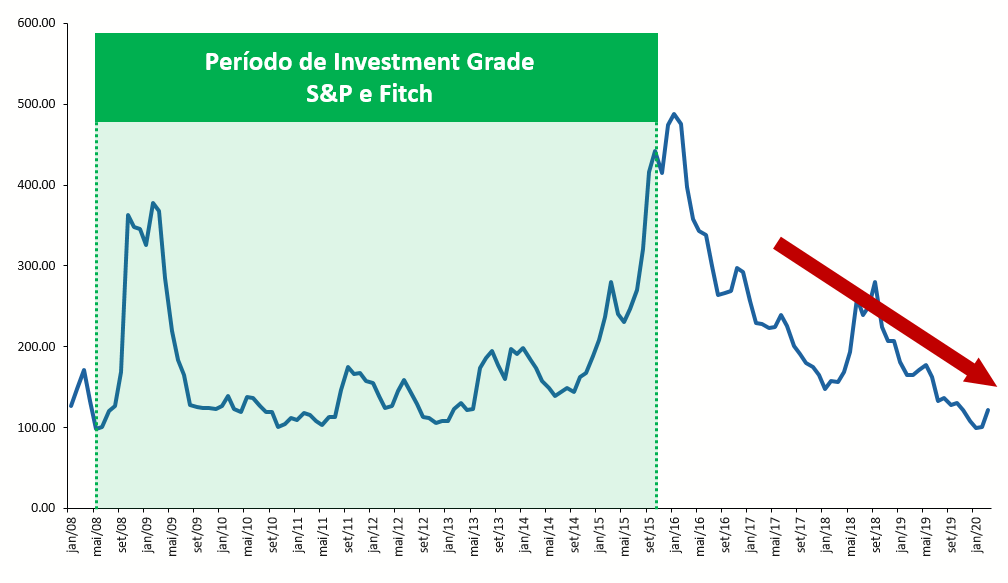 600.00
500.00
400.00
300.00
200.00
100.00
0.00
Período de Investment Grade
S&P e Fitch
jan/08
mai/08
set/08
jan/09
mai/09
set/09
jan/10
mai/10
set/10
jan/11
mai/11
set/11
jan/12
mai/12
set/12
jan/13
mai/13
set/13
jan/14
mai/14
set/14
jan/15
mai/15
set/15
jan/16
mai/16
set/16
jan/17
mai/17
set/17
jan/18
mai/18
set/18
jan/19
mai/19
set/19
jan/20